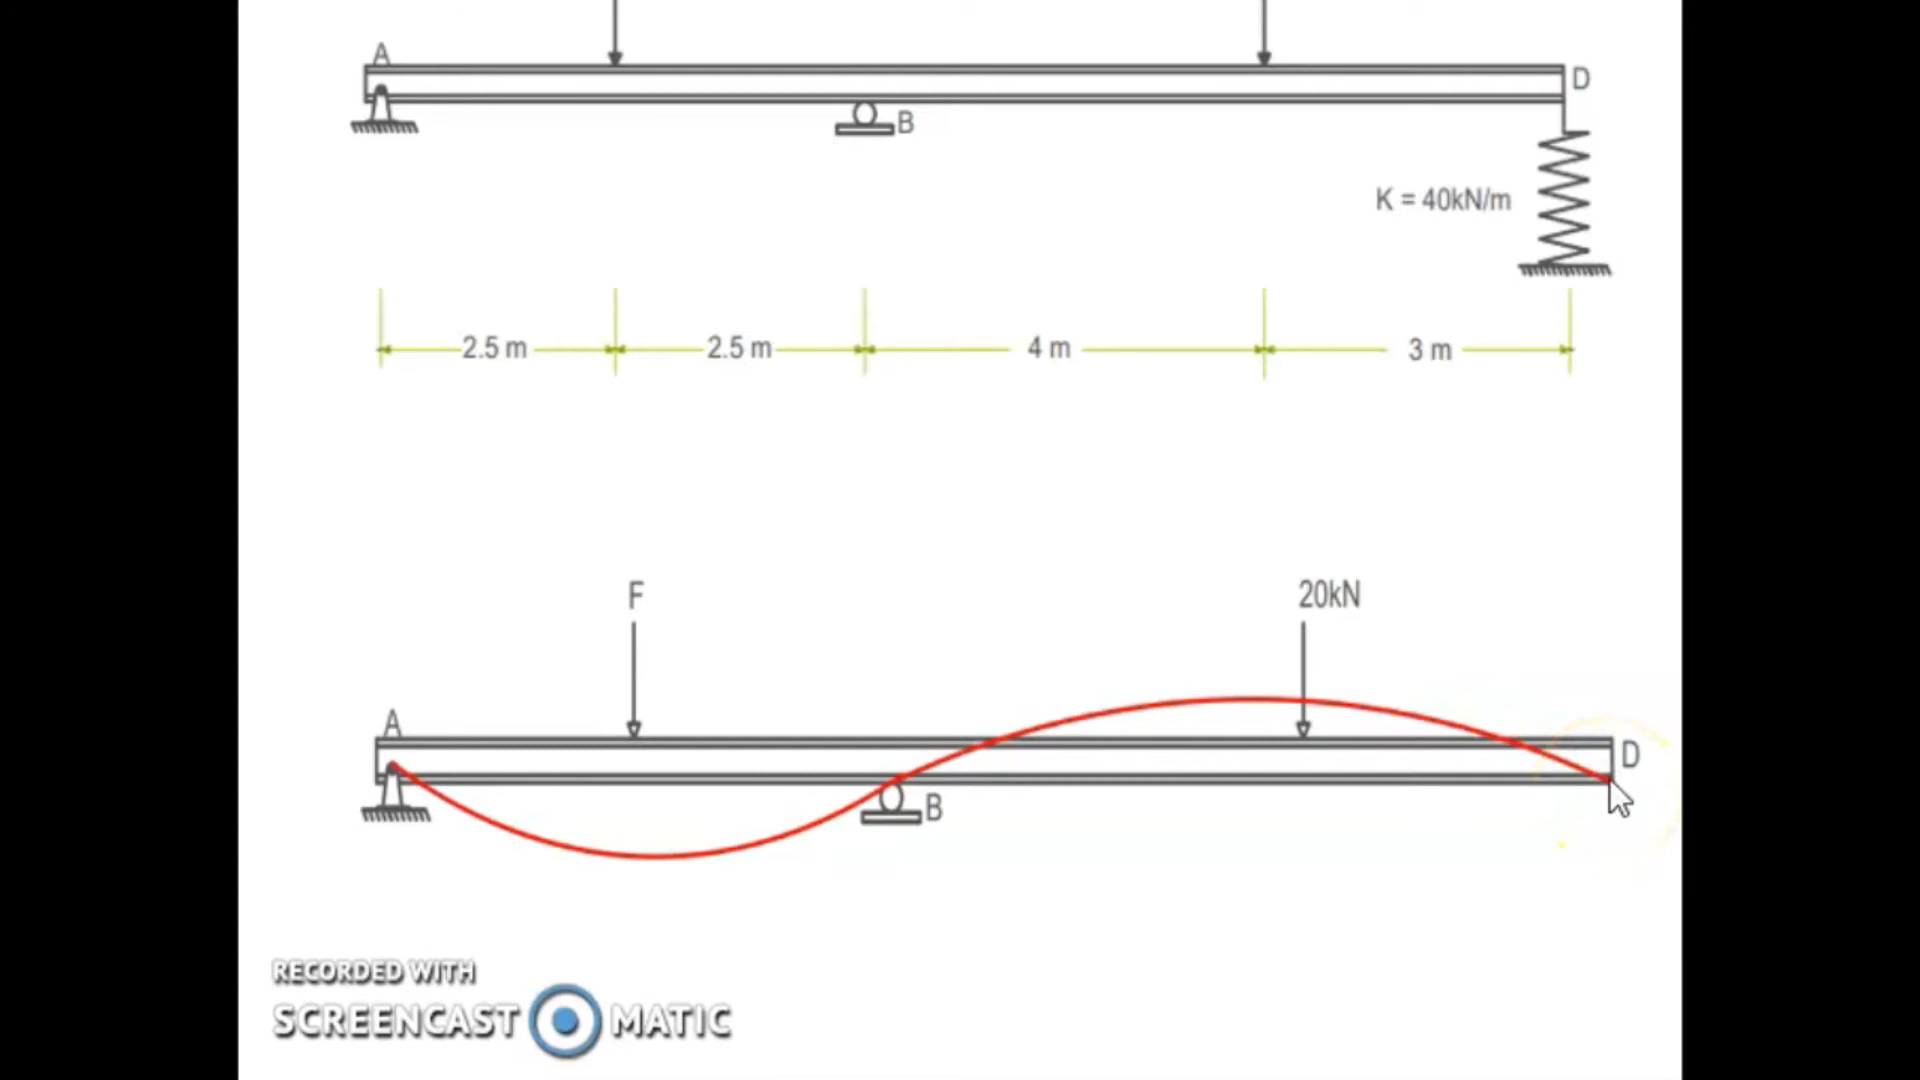 A
D
B
K = 40kN/m
2.5 m
2.5 m
4 m
3 m
F
20kN
A
D
B
RECORDED WITH
SCREENCAST MATIC